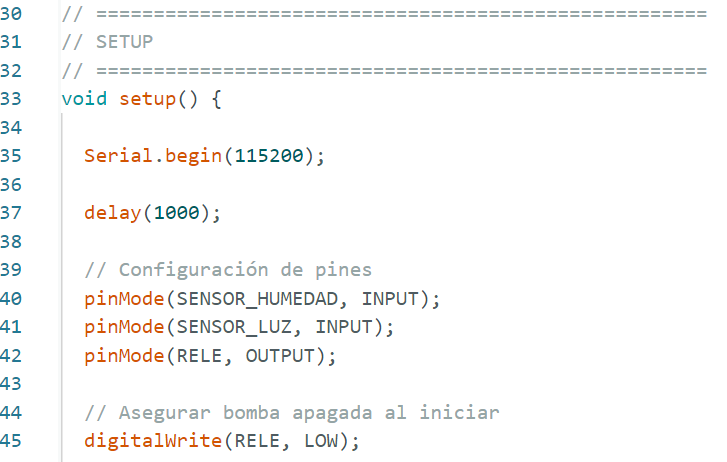 30 // ======================================================
31 // SETUP
32 // ======================================================
33 void setup() {
34
35 Serial.begin(115200);
36
37 delay(1000);
38
39 // Configuración de pines
40 pinMode(SENSOR_HUMEDAD, INPUT);
41 pinMode(SENSOR_LUZ, INPUT);
42 pinMode(RELE, OUTPUT);
43
44 // Asegurar bomba apagada al iniciar
45 digitalWrite(RELE, LOW);